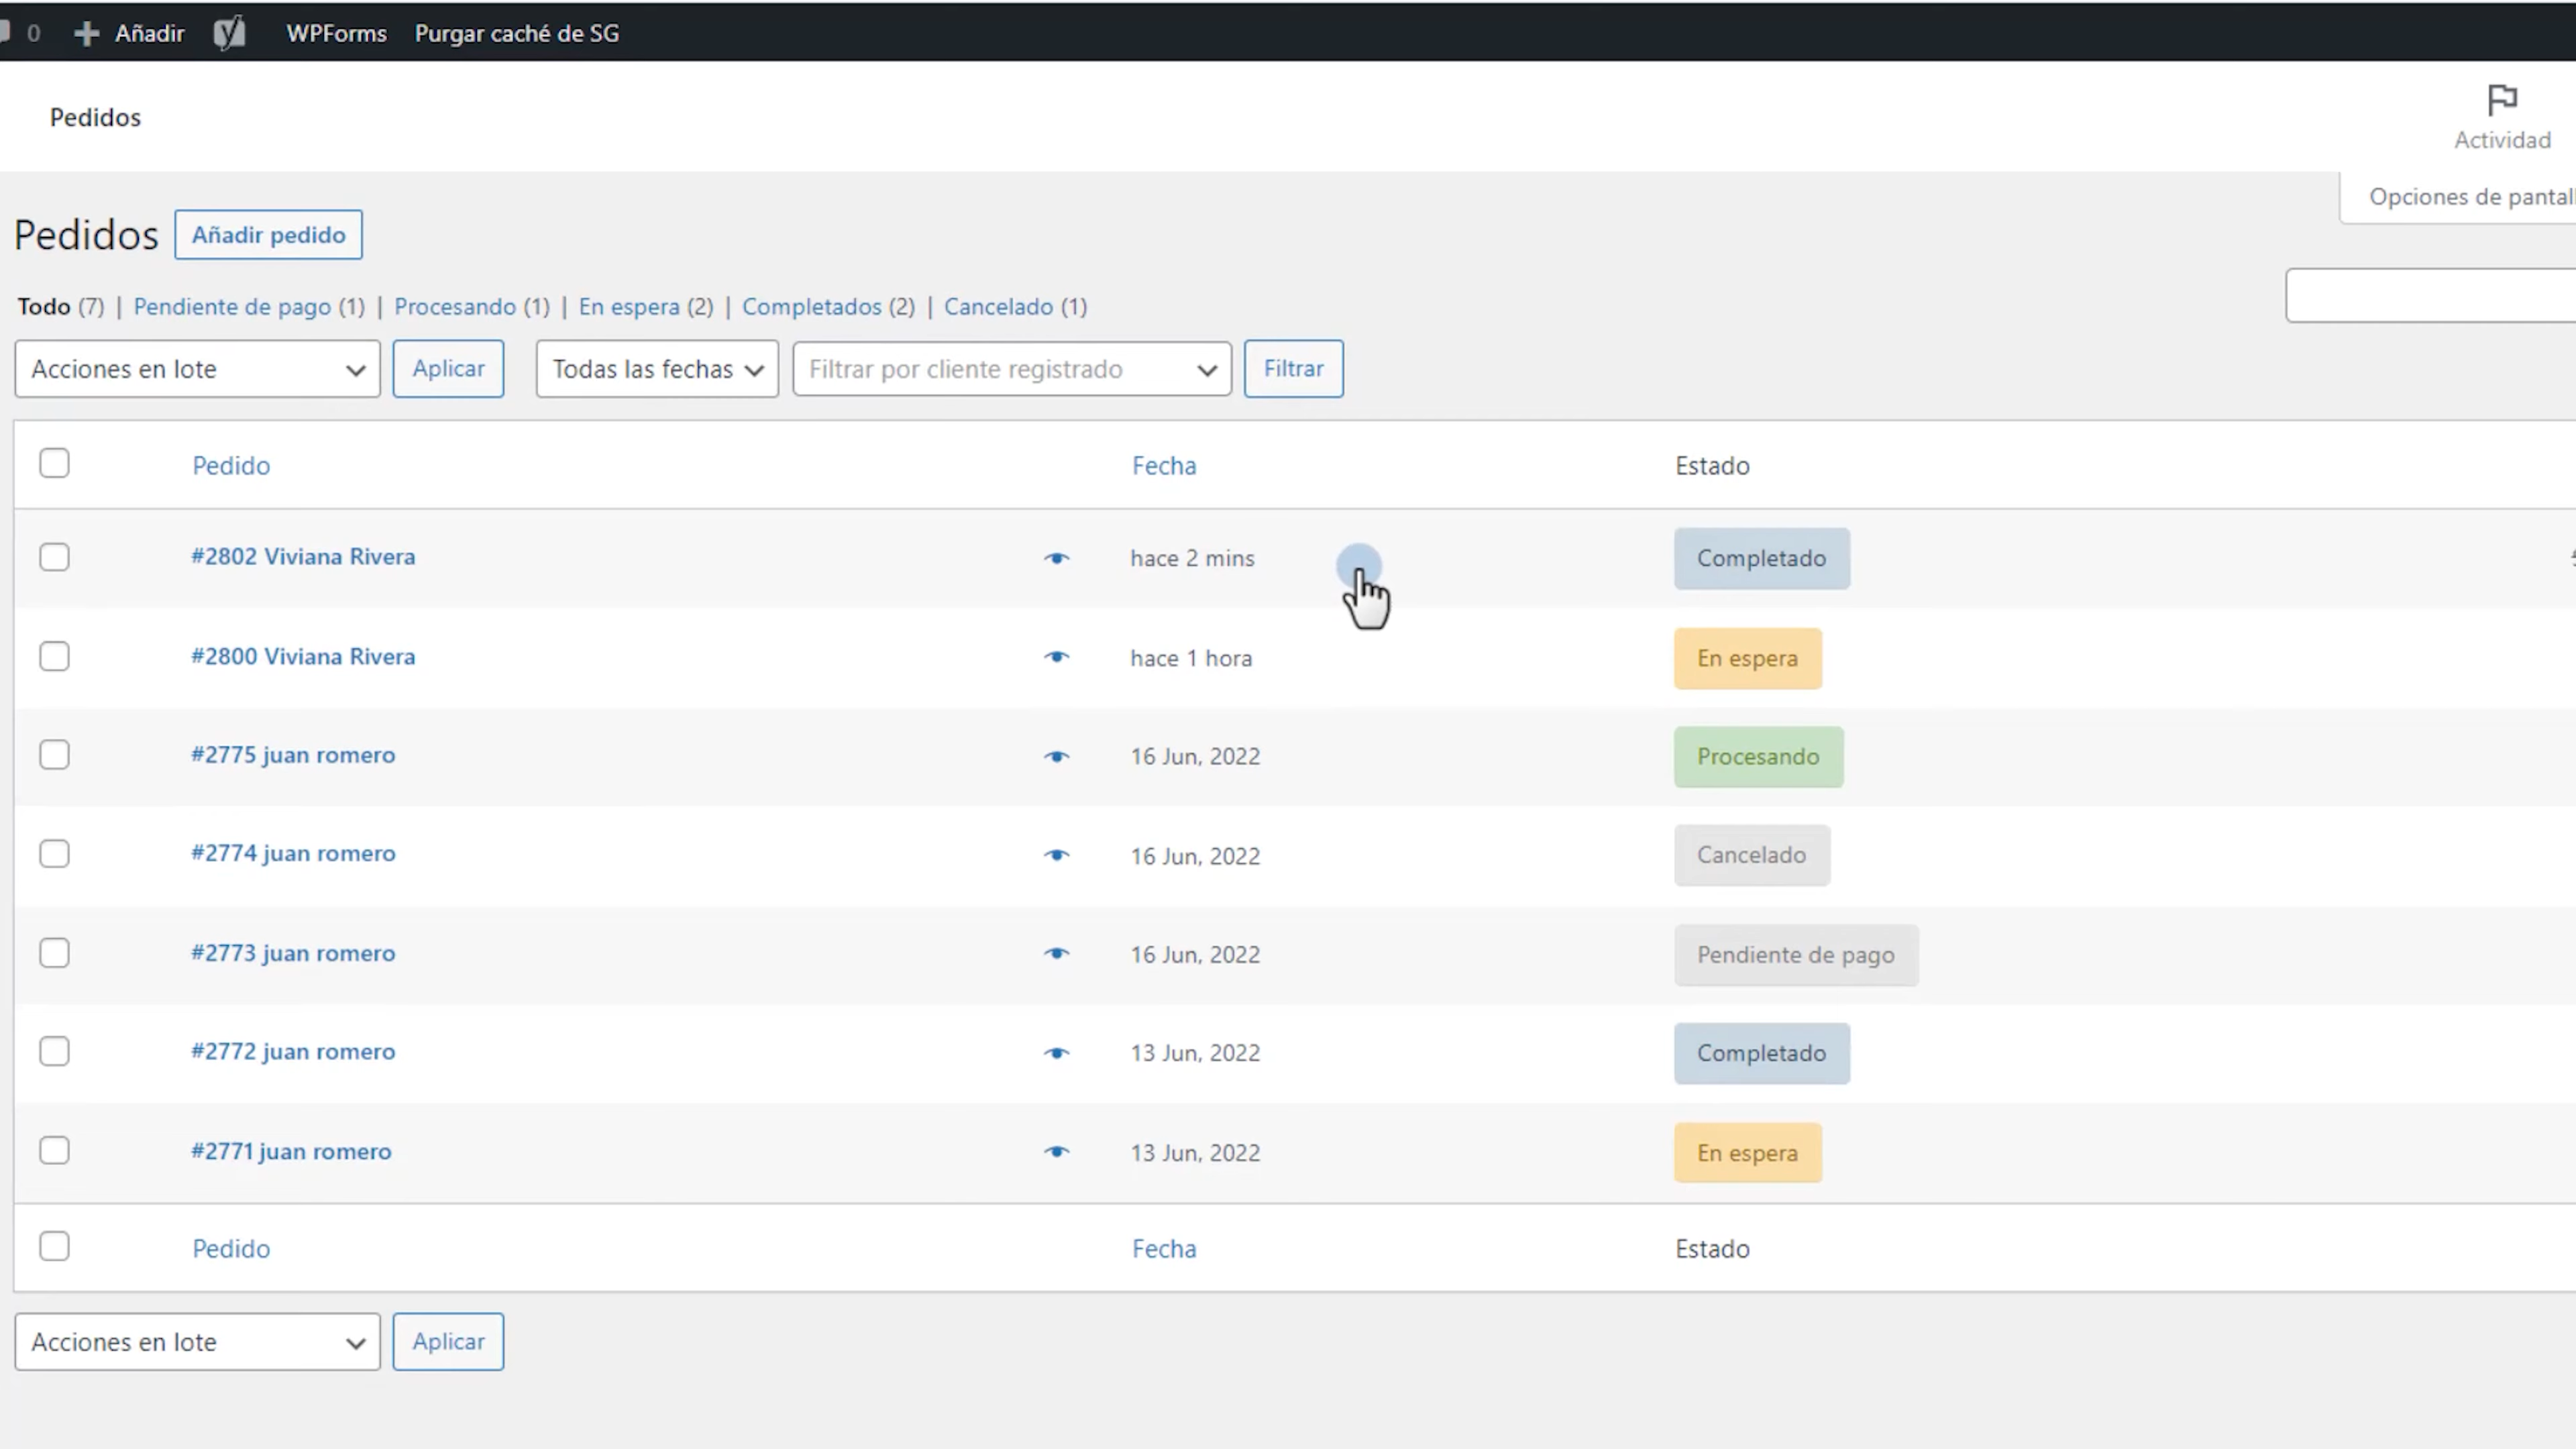 0 Añadir WPForms Purgar caché de SG
Pedidos
Actividad
Opciones de pantal
Pedidos Añadir pedido
Todo (7) | Pendiente de pago (1) | Procesando (1) | En espera (2) | Completados (2) | Cancelado (1)
Acciones en lote Aplicar Todas las fechas Filtrar por cliente registrado Filtrar
Pedido Fecha Estado
#2802 Viviana Rivera hace 2 mins Completado
#2800 Viviana Rivera hace 1 hora En espera
#2775 juan romero 16 Jun, 2022 Procesando
#2774 juan romero 16 Jun, 2022 Cancelado
#2773 juan romero 16 Jun, 2022 Pendiente de pago
#2772 juan romero 13 Jun, 2022 Completado
#2771 juan romero 13 Jun, 2022 En espera
Pedido Fecha Estado
Acciones en lote Aplicar